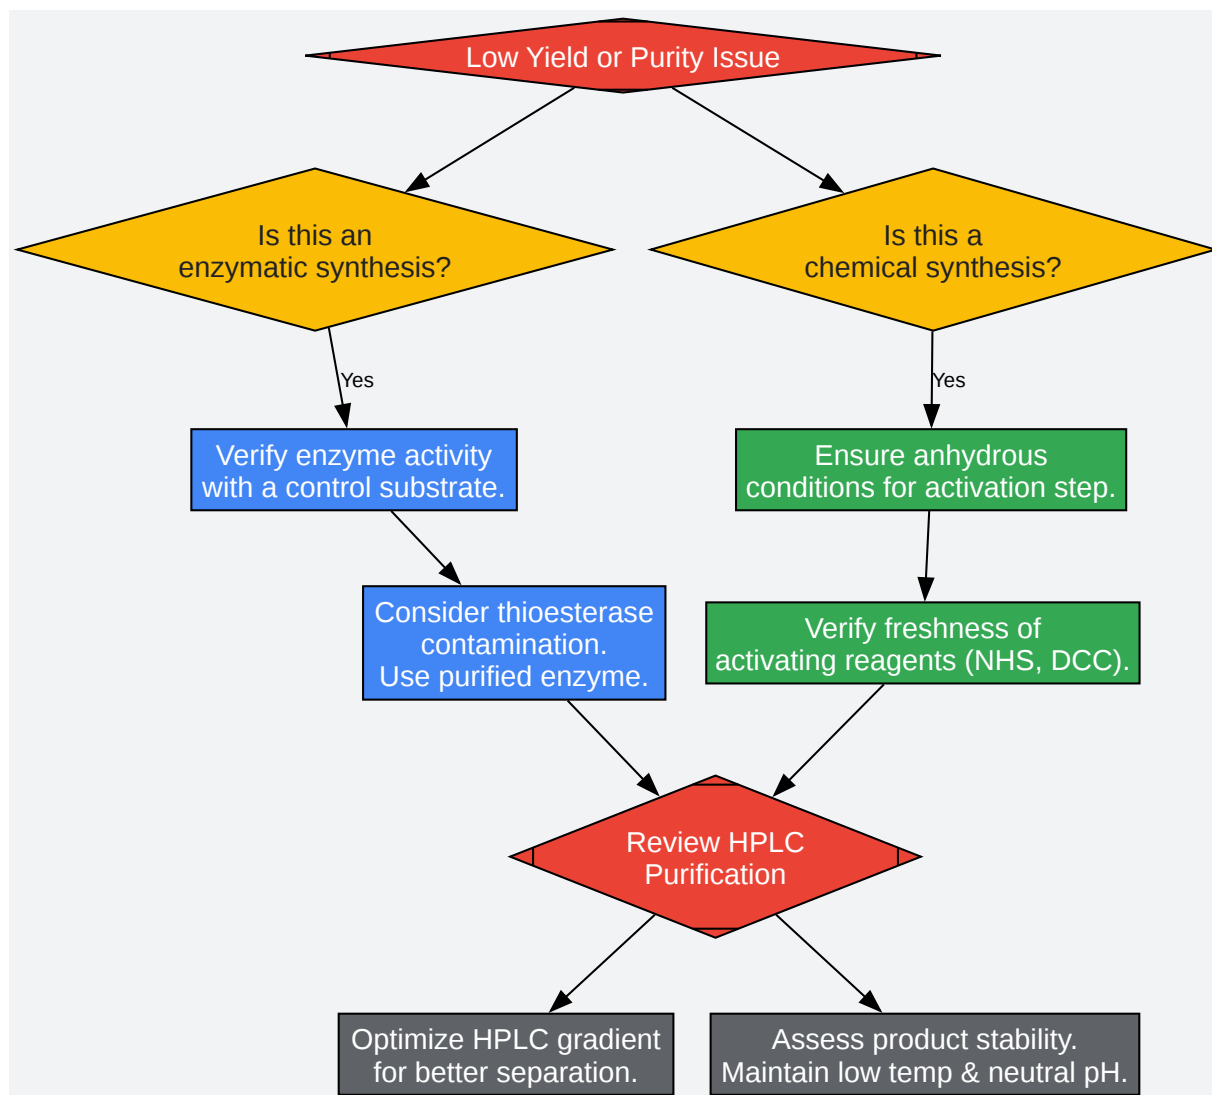 Low Yield or Purity Issue
Is this an
enzymatic synthesis?
Is this a
chemical synthesis?
Yes
Yes
Verify enzyme activity
with a control substrate.
Ensure anhydrous
conditions for activation step.
Consider thioesterase
contamination.
Use purified enzyme.
Verify freshness of
activating reagents (NHS, DCC).
Review HPLC
Purification
Optimize HPLC gradient
for better separation.
Assess product stability.
Maintain low temp & neutral pH.